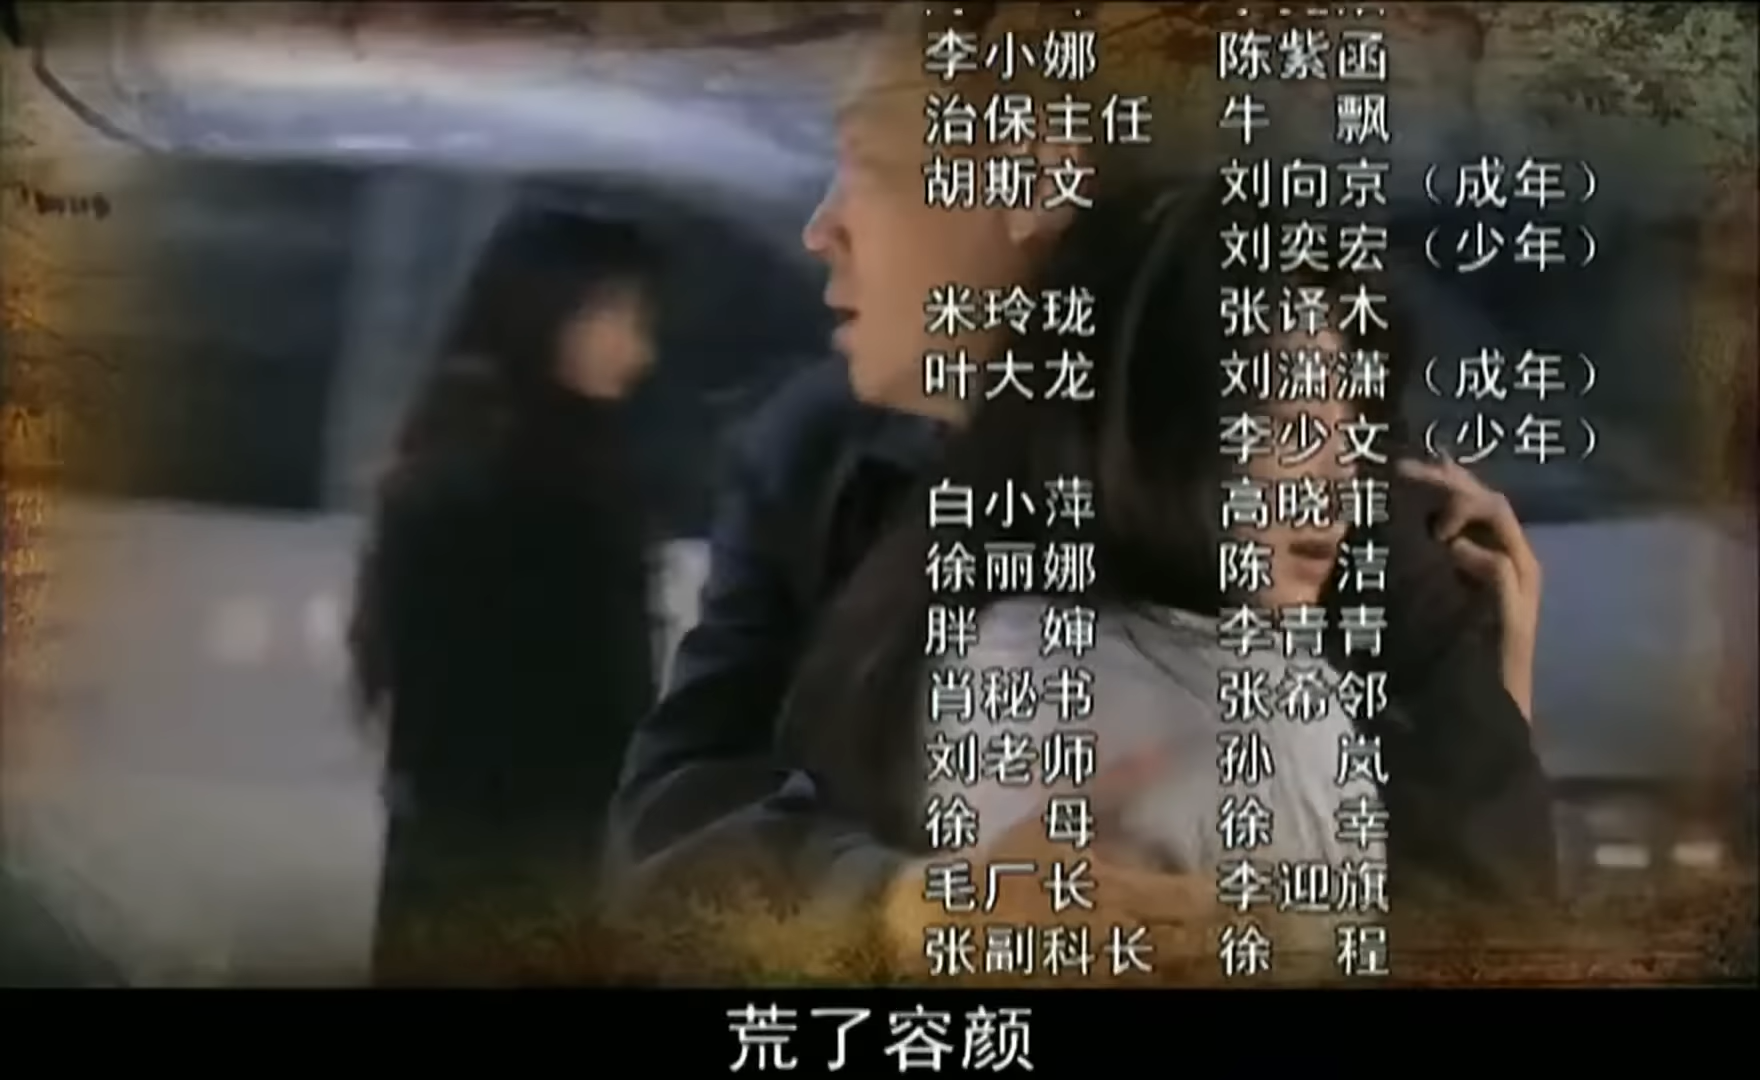 李小娜 陈紫函
治保主任 牛 飘
胡斯文 刘向京（成年）
刘奕宏（少年）
米玲珑 张译木
叶大龙 刘潇潇（成年）
李少文（少年）
白小萍 高晓菲
徐丽娜 陈 洁
胖 婶 李青青
肖秘书 张希邻
刘老师 孙 岚
徐 母 徐 幸
毛厂长 李迎旗
张副科长 徐 程
荒了容颜